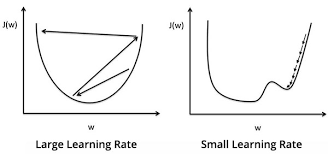 J(w)
w
Large Learning Rate
J(w)
w
Small Learning Rate